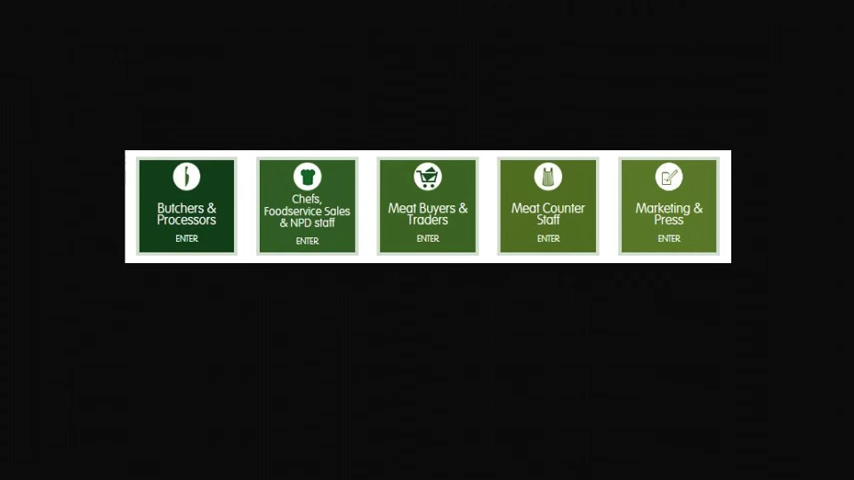 Butchers &
Processors
ENTER
Chefs,
Foodservice Sales
& NPD staff
ENTER
Meat Buyers &
Traders
ENTER
Meat Counter
Staff
ENTER
Marketing &
Press
ENTER